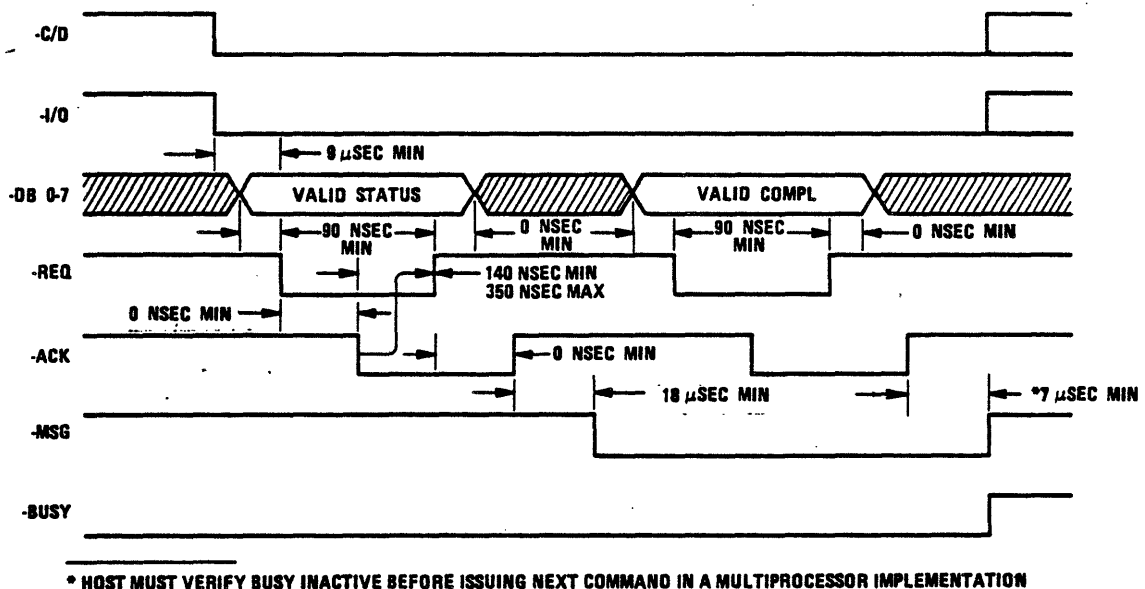 -C/D
-I/O
9 µSEC MIN
-DB 0-7
VALID STATUS
VALID COMPL
90 NSEC MIN
0 NSEC MIN
90 NSEC MIN
0 NSEC MIN
-REQ
140 NSEC MIN
350 NSEC MAX
0 NSEC MIN
-ACK
0 NSEC MIN
18 µSEC MIN
*7 µSEC MIN
-MSG
-BUSY
* HOST MUST VERIFY BUSY INACTIVE BEFORE ISSUING NEXT COMMAND IN A MULTIPROCESSOR IMPLEMENTATION